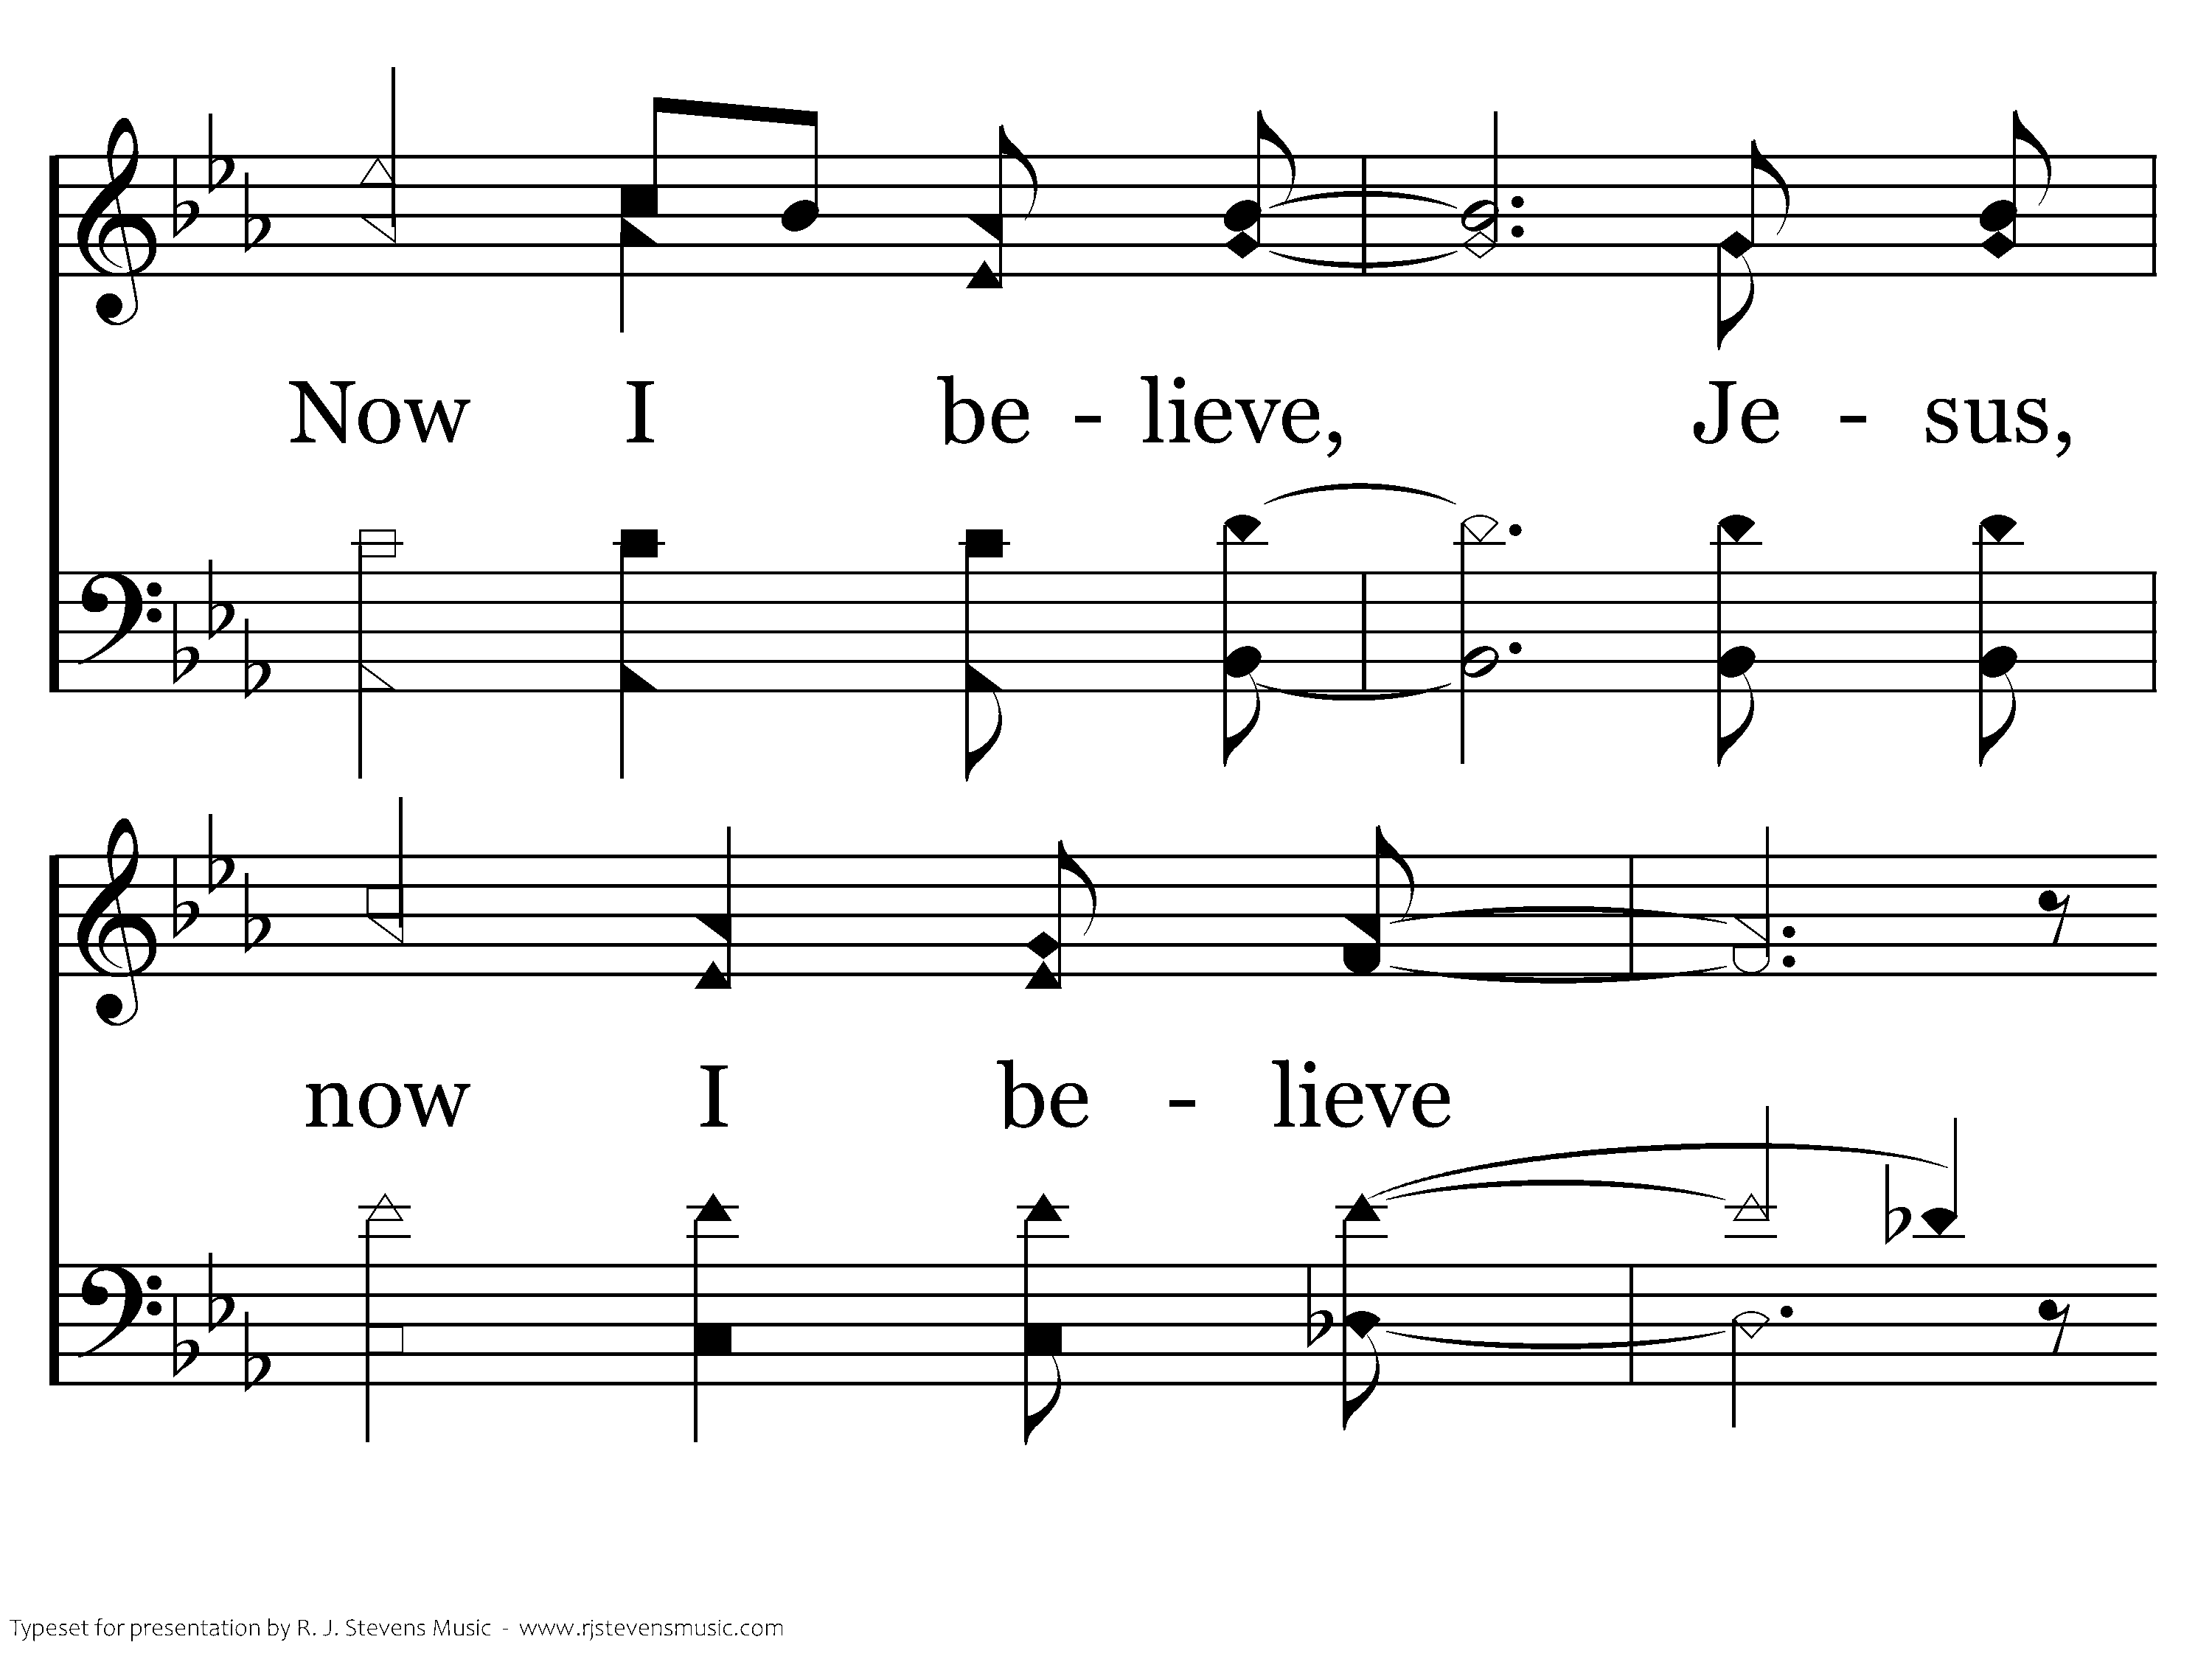 Now I be - lieve, Je - sus,
now I be - lieve
Typeset for presentation by R. J. Stevens Music - www.rjstevensmusic.com